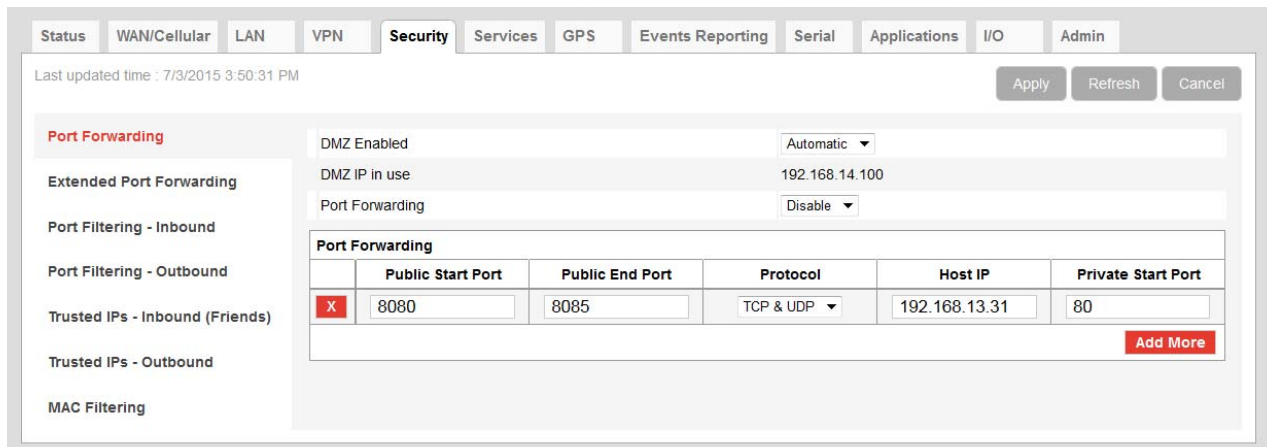 Status WAN/Cellular LAN VPN Security Services GPS Events Reporting Serial Applications I/O Admin
Last updated time : 7/3/2015 3:50:31 PM
Apply Refresh Cancel
Port Forwarding
Extended Port Forwarding
Port Filtering - Inbound
Port Filtering - Outbound
Trusted IPs - Inbound (Friends)
Trusted IPs - Outbound
MAC Filtering
DMZ Enabled Automatic
DMZ IP in use 192.168.14.100
Port Forwarding Disable
Port Forwarding
Public Start Port Public End Port Protocol Host IP Private Start Port
X 8080 8085 TCP & UDP 192.168.13.31 80
Add More